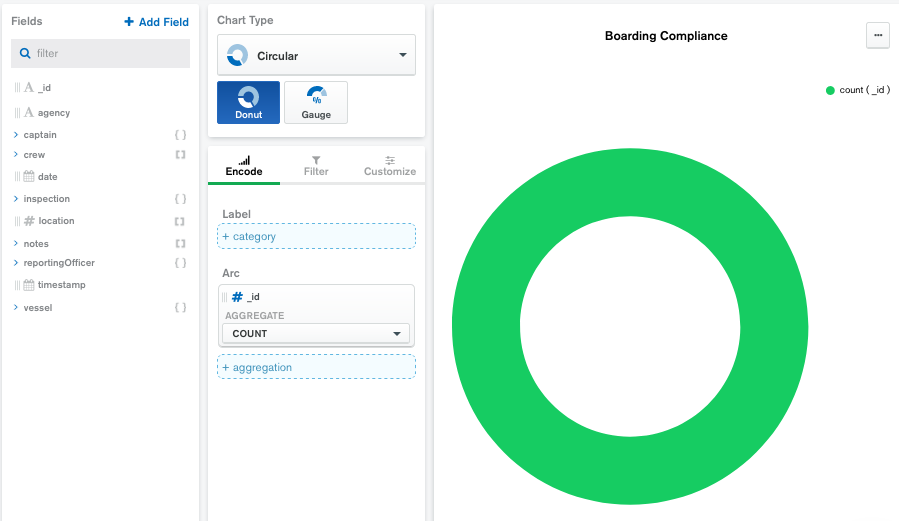 Fields
+ Add Field
filter
A _id
A agency
> captain { }
> crew [ ]
date
> inspection { }
# location [ ]
> notes [ ]
> reportingOfficer { }
timestamp
> vessel { }
Chart Type
Circular
Donut
%
Gauge
Encode
Filter
Customize
Label
+ category
Arc
# _id
AGGREGATE
COUNT
+ aggregation
Boarding Compliance
...
count ( _id )